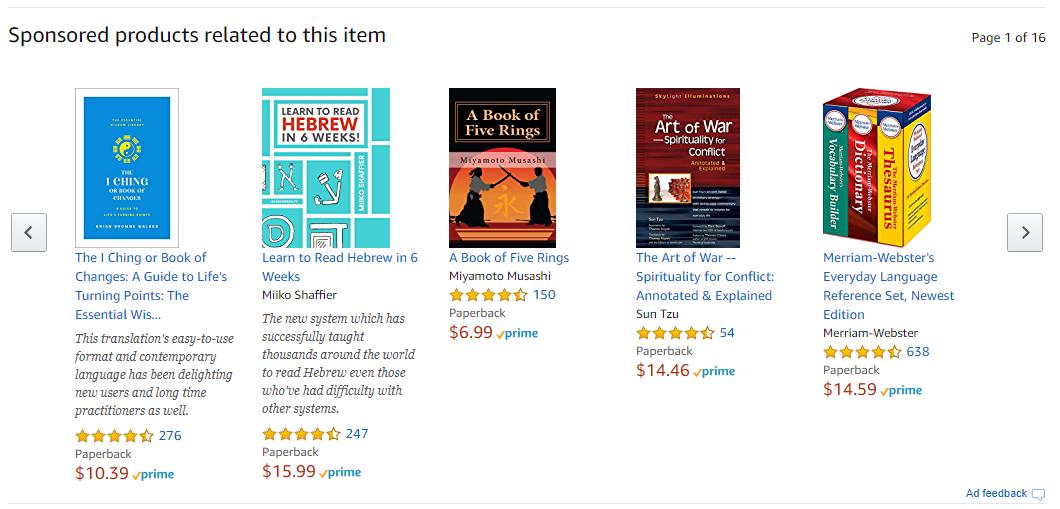 Sponsored products related to this item
Page 1 of 16
THE ESSENTIAL
WISDOM LIBRARY
THE
I CHING
OR BOOK OF
CHANGES
A GUIDE TO
LIFE'S TURNING POINTS
BRIAN BROWNE WALKER
The I Ching or Book of
Changes: A Guide to Life's
Turning Points: The
Essential Wis...
This translation's easy-to-use
format and contemporary
language has been delighting
new users and long time
practitioners as well.
276
Paperback
$10.39 prime
LEARN TO READ
HEBREW
IN 6 WEEKS!
MIIKO SHAFFIER
Learn to Read Hebrew in 6
Weeks
Miiko Shaffier
The new system which has
successfully taught
thousands around the world
to read Hebrew even those
who've had difficulty with
other systems.
247
Paperback
$15.99 prime
A Book of
Five Rings
Miyamoto Musashi
A Book of Five Rings
Miyamoto Musashi
150
Paperback
$6.99 prime
SkyLight Illuminations
The
Art of War
—Spirituality for
Conflict
Annotated &
Explained
Sun Tzu
The Art of War --
Spirituality for Conflict:
Annotated & Explained
Sun Tzu
54
Paperback
$14.46 prime
Merriam-Webster's
Vocabulary Builder
The Merriam-Webster
Dictionary
The Merriam-Webster
Thesaurus
Merriam-Webster's
Everyday Language
Reference Set, Newest
Edition
Merriam-Webster
638
Paperback
$14.59 prime
Ad feedback